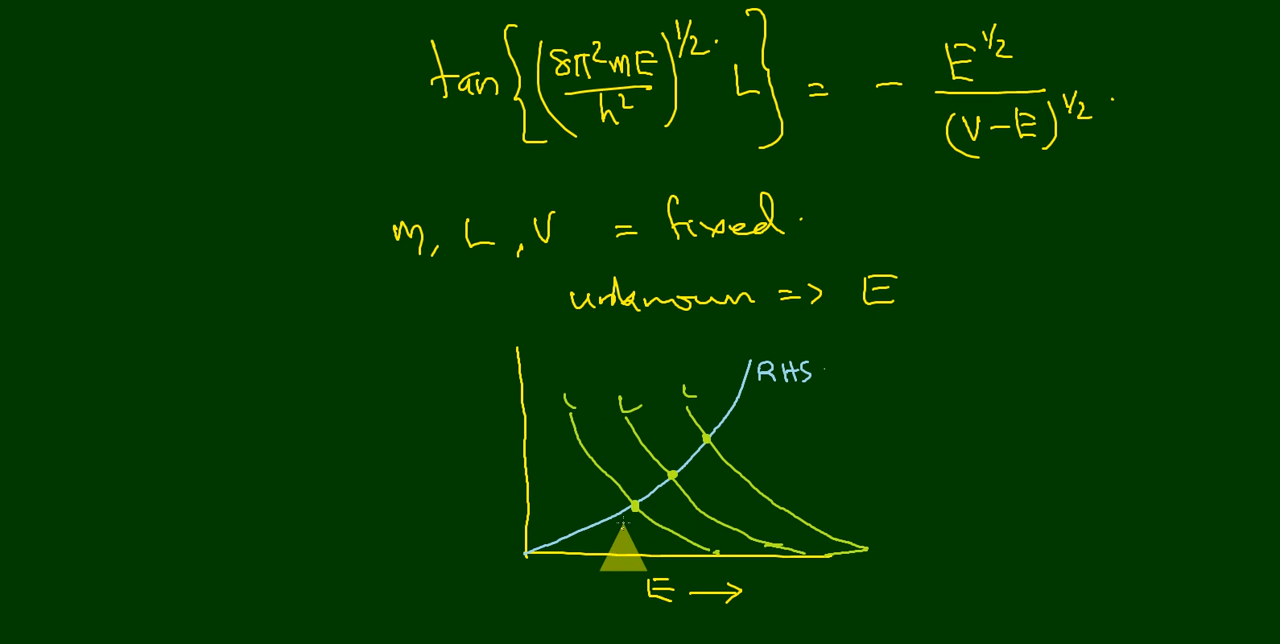 tan{(8π²mE/h²)^1/2 L} = - E^1/2/(V-E)^1/2
m, L, V = fixed.
unknown => E
RHS
L L L
E →